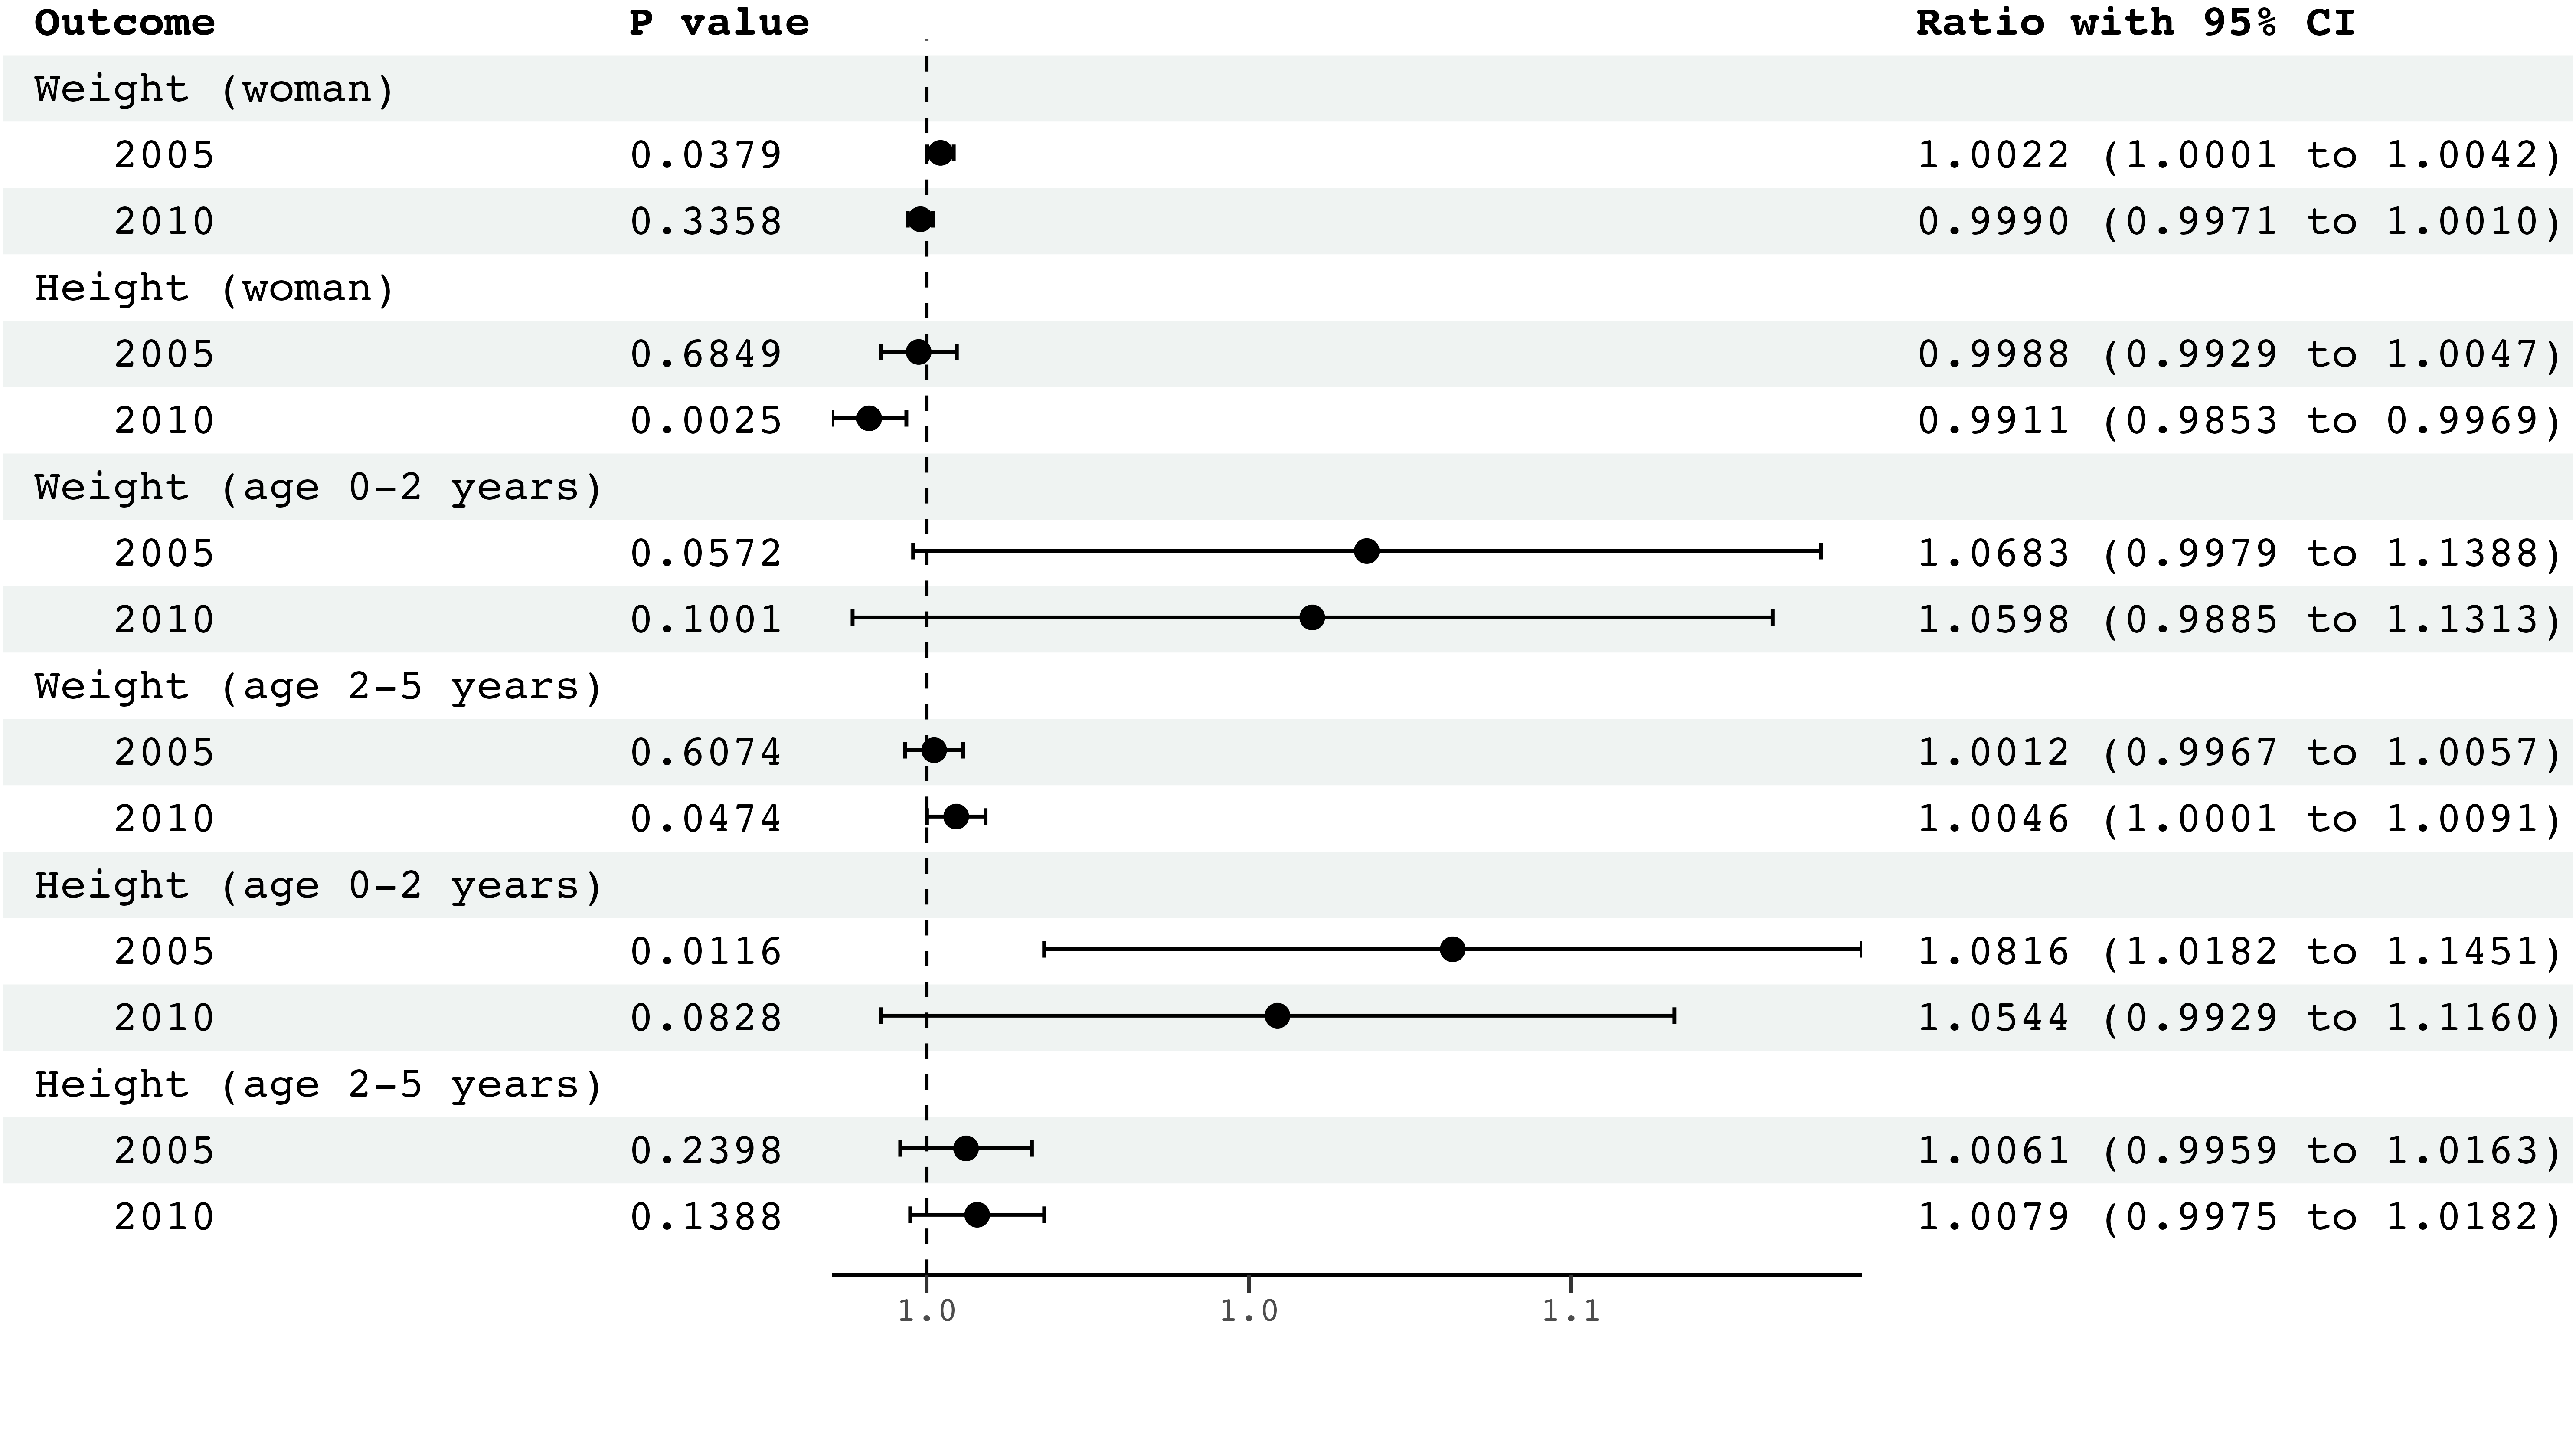 Outcome P value Ratio with 95% CI
Weight (woman)
2005 0.0379 1.0022 (1.0001 to 1.0042)
2010 0.3358 0.9990 (0.9971 to 1.0010)
Height (woman)
2005 0.6849 0.9988 (0.9929 to 1.0047)
2010 0.0025 0.9911 (0.9853 to 0.9969)
Weight (age 0-2 years)
2005 0.0572 1.0683 (0.9979 to 1.1388)
2010 0.1001 1.0598 (0.9885 to 1.1313)
Weight (age 2-5 years)
2005 0.6074 1.0012 (0.9967 to 1.0057)
2010 0.0474 1.0046 (1.0001 to 1.0091)
Height (age 0-2 years)
2005 0.0116 1.0816 (1.0182 to 1.1451)
2010 0.0828 1.0544 (0.9929 to 1.1160)
Height (age 2-5 years)
2005 0.2398 1.0061 (0.9959 to 1.0163)
2010 0.1388 1.0079 (0.9975 to 1.0182)
1.0 1.0 1.1